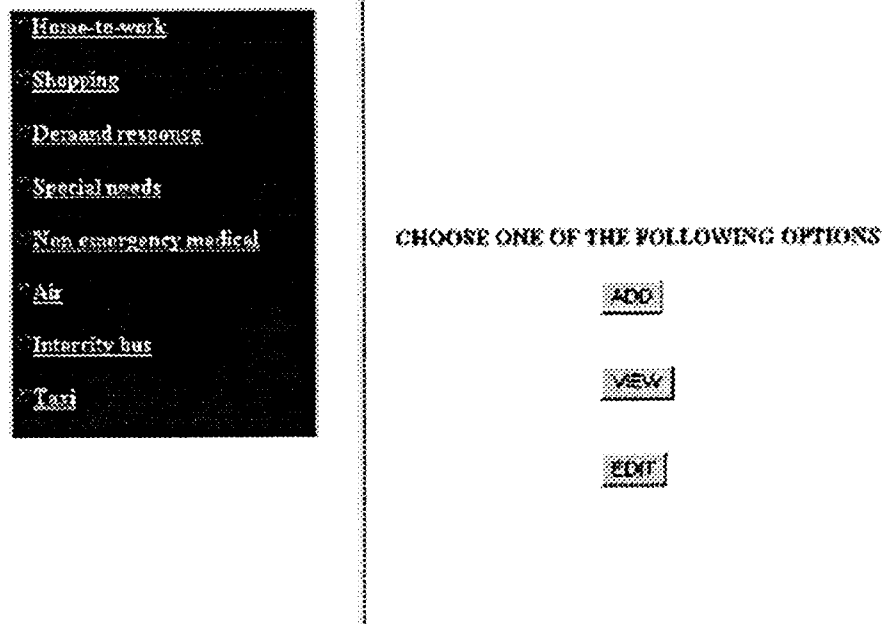 Home-to-work
Shopping
Demand response
Special needs
Non emergency medical
Air
Intercity bus
Taxi
CHOOSE ONE OF THE FOLLOWING OPTIONS
ADD
VIEW
EDIT